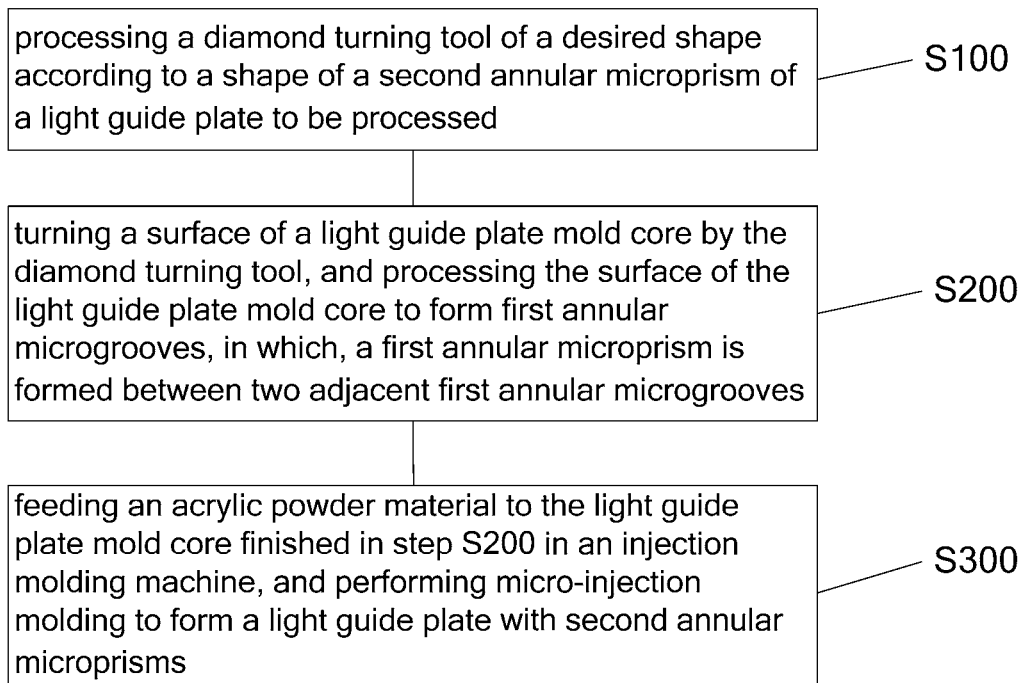 processing a diamond turning tool of a desired shape
according to a shape of a second annular microprism of
a light guide plate to be processed
S100
turning a surface of a light guide plate mold core by the
diamond turning tool, and processing the surface of the
light guide plate mold core to form first annular
microgrooves, in which, a first annular microprism is
formed between two adjacent first annular microgrooves
S200
feeding an acrylic powder material to the light guide
plate mold core finished in step S200 in an injection
molding machine, and performing micro-injection
molding to form a light guide plate with second annular
microprisms
S300